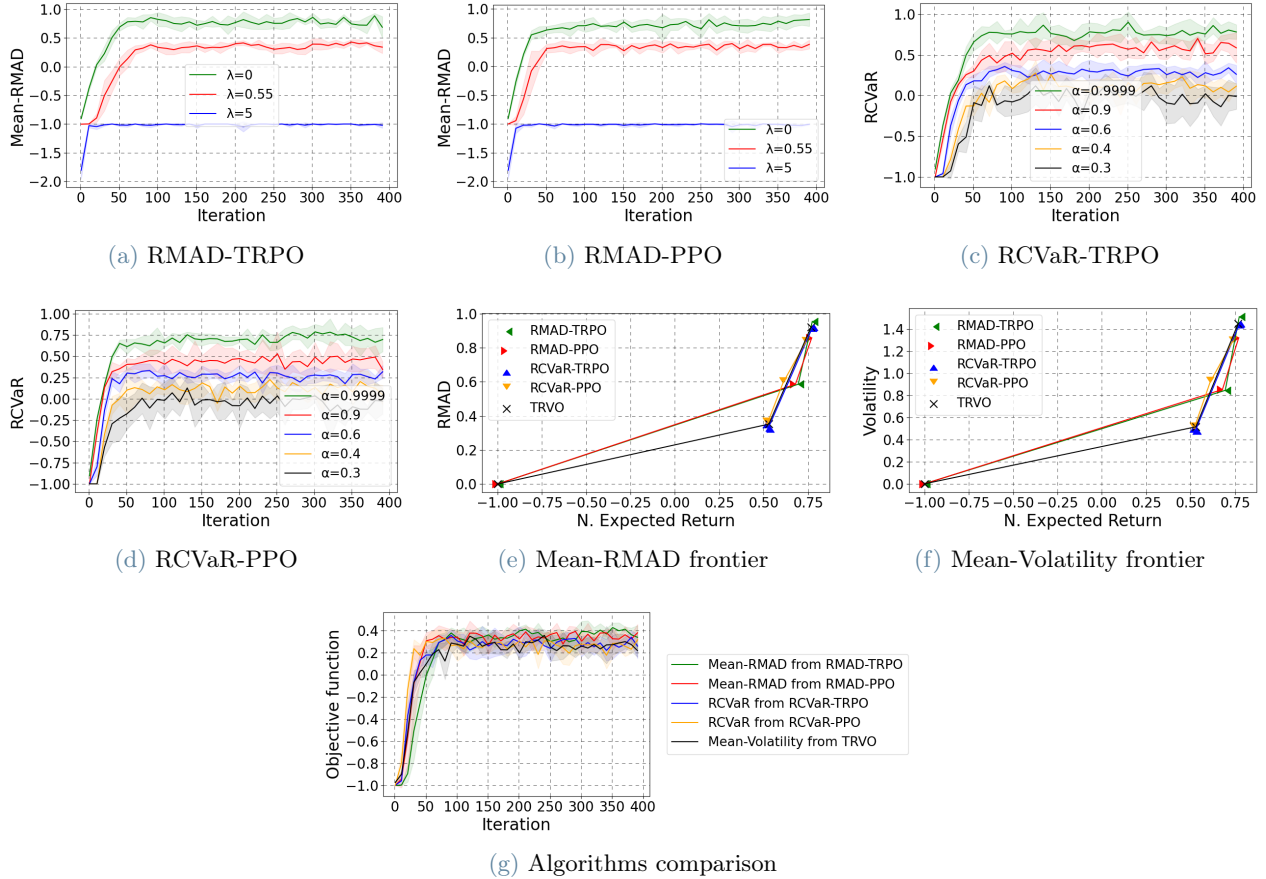 Mean-RMAD
1.0
0.5
0.0
−0.5
−1.0
−1.5
−2.0
λ=0
λ=0.55
λ=5
0 50 100 150 200 250 300 350 400
Iteration
(a) RMAD-TRPO
Mean-RMAD
1.0
0.5
0.0
−0.5
−1.0
−1.5
−2.0
λ=0
λ=0.55
λ=5
0 50 100 150 200 250 300 350 400
Iteration
(b) RMAD-PPO
RCVaR
1.0
0.5
0.0
−0.5
−1.0
α=0.9999
α=0.9
α=0.6
α=0.4
α=0.3
0 50 100 150 200 250 300 350 400
Iteration
(c) RCVaR-TRPO
RCVaR
1.00
0.75
0.50
0.25
0.00
−0.25
−0.50
−0.75
−1.00
α=0.9999
α=0.9
α=0.6
α=0.4
α=0.3
0 50 100 150 200 250 300 350 400
Iteration
(d) RCVaR-PPO
RMAD
1.0
0.8
0.6
0.4
0.2
0.0
RMAD-TRPO
RMAD-PPO
RCVaR-TRPO
RCVaR-PPO
TRVO
−1.00 −0.75 −0.50 −0.25 0.00 0.25 0.50 0.75
N. Expected Return
(e) Mean-RMAD frontier
Volatility
1.4
1.2
1.0
0.8
0.6
0.4
0.2
0.0
RMAD-TRPO
RMAD-PPO
RCVaR-TRPO
RCVaR-PPO
TRVO
−1.00 −0.75 −0.50 −0.25 0.00 0.25 0.50 0.75
N. Expected Return
(f) Mean-Volatility frontier
Objective function
0.4
0.2
0.0
−0.2
−0.4
−0.6
−0.8
−1.0
0 50 100 150 200 250 300 350 400
Iteration
Mean-RMAD from RMAD-TRPO
Mean-RMAD from RMAD-PPO
RCVaR from RCVaR-TRPO
RCVaR from RCVaR-PPO
Mean-Volatility from TRVO
(g) Algorithms comparison